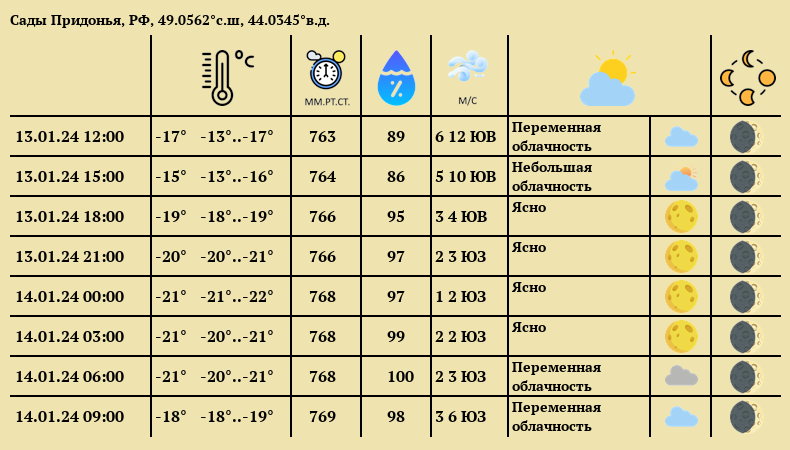 Сады Придонья, РФ, 49.0562°с.ш, 44.0345°в.д.
°C
ММ.РТ.СТ.
%
М/С
13.01.24 12:00 -17° -13°..-17° 763 89 6 12 ЮВ Переменная облачность
13.01.24 15:00 -15° -13°..-16° 764 86 5 10 ЮВ Небольшая облачность
13.01.24 18:00 -19° -18°..-19° 766 95 3 4 ЮВ Ясно
13.01.24 21:00 -20° -20°..-21° 766 97 2 3 ЮЗ Ясно
14.01.24 00:00 -21° -21°..-22° 768 97 1 2 ЮЗ Ясно
14.01.24 03:00 -21° -20°..-21° 768 99 2 2 ЮЗ Ясно
14.01.24 06:00 -21° -20°..-21° 768 100 2 3 ЮЗ Переменная облачность
14.01.24 09:00 -18° -18°..-19° 769 98 3 6 ЮЗ Переменная облачность